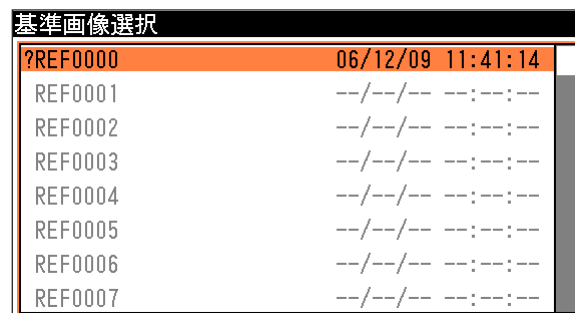 基準画像選択
?REF0000 06/12/09 11:41:14
REF0001 --/--/-- --:--:--
REF0002 --/--/-- --:--:--
REF0003 --/--/-- --:--:--
REF0004 --/--/-- --:--:--
REF0005 --/--/-- --:--:--
REF0006 --/--/-- --:--:--
REF0007 --/--/-- --:--:--